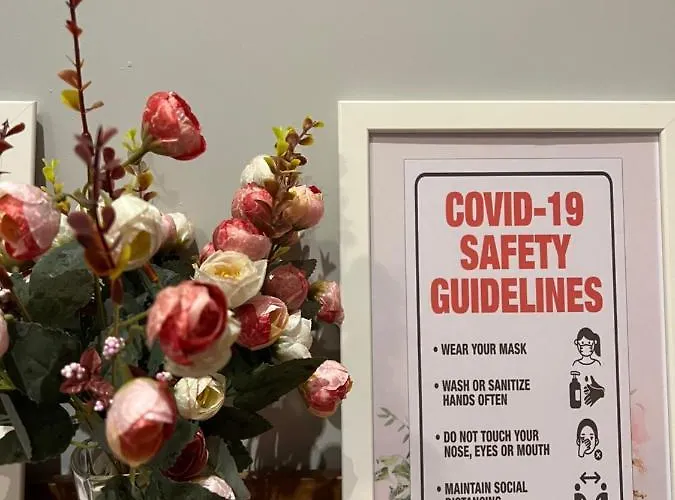 COVID-19
SAFETY
GUIDELINES
• WEAR YOUR MASK
• WASH OR SANITIZE
HANDS OFTEN
• DO NOT TOUCH YOUR
NOSE, EYES OR MOUTH
• MAINTAIN SOCIAL
DISTANCING